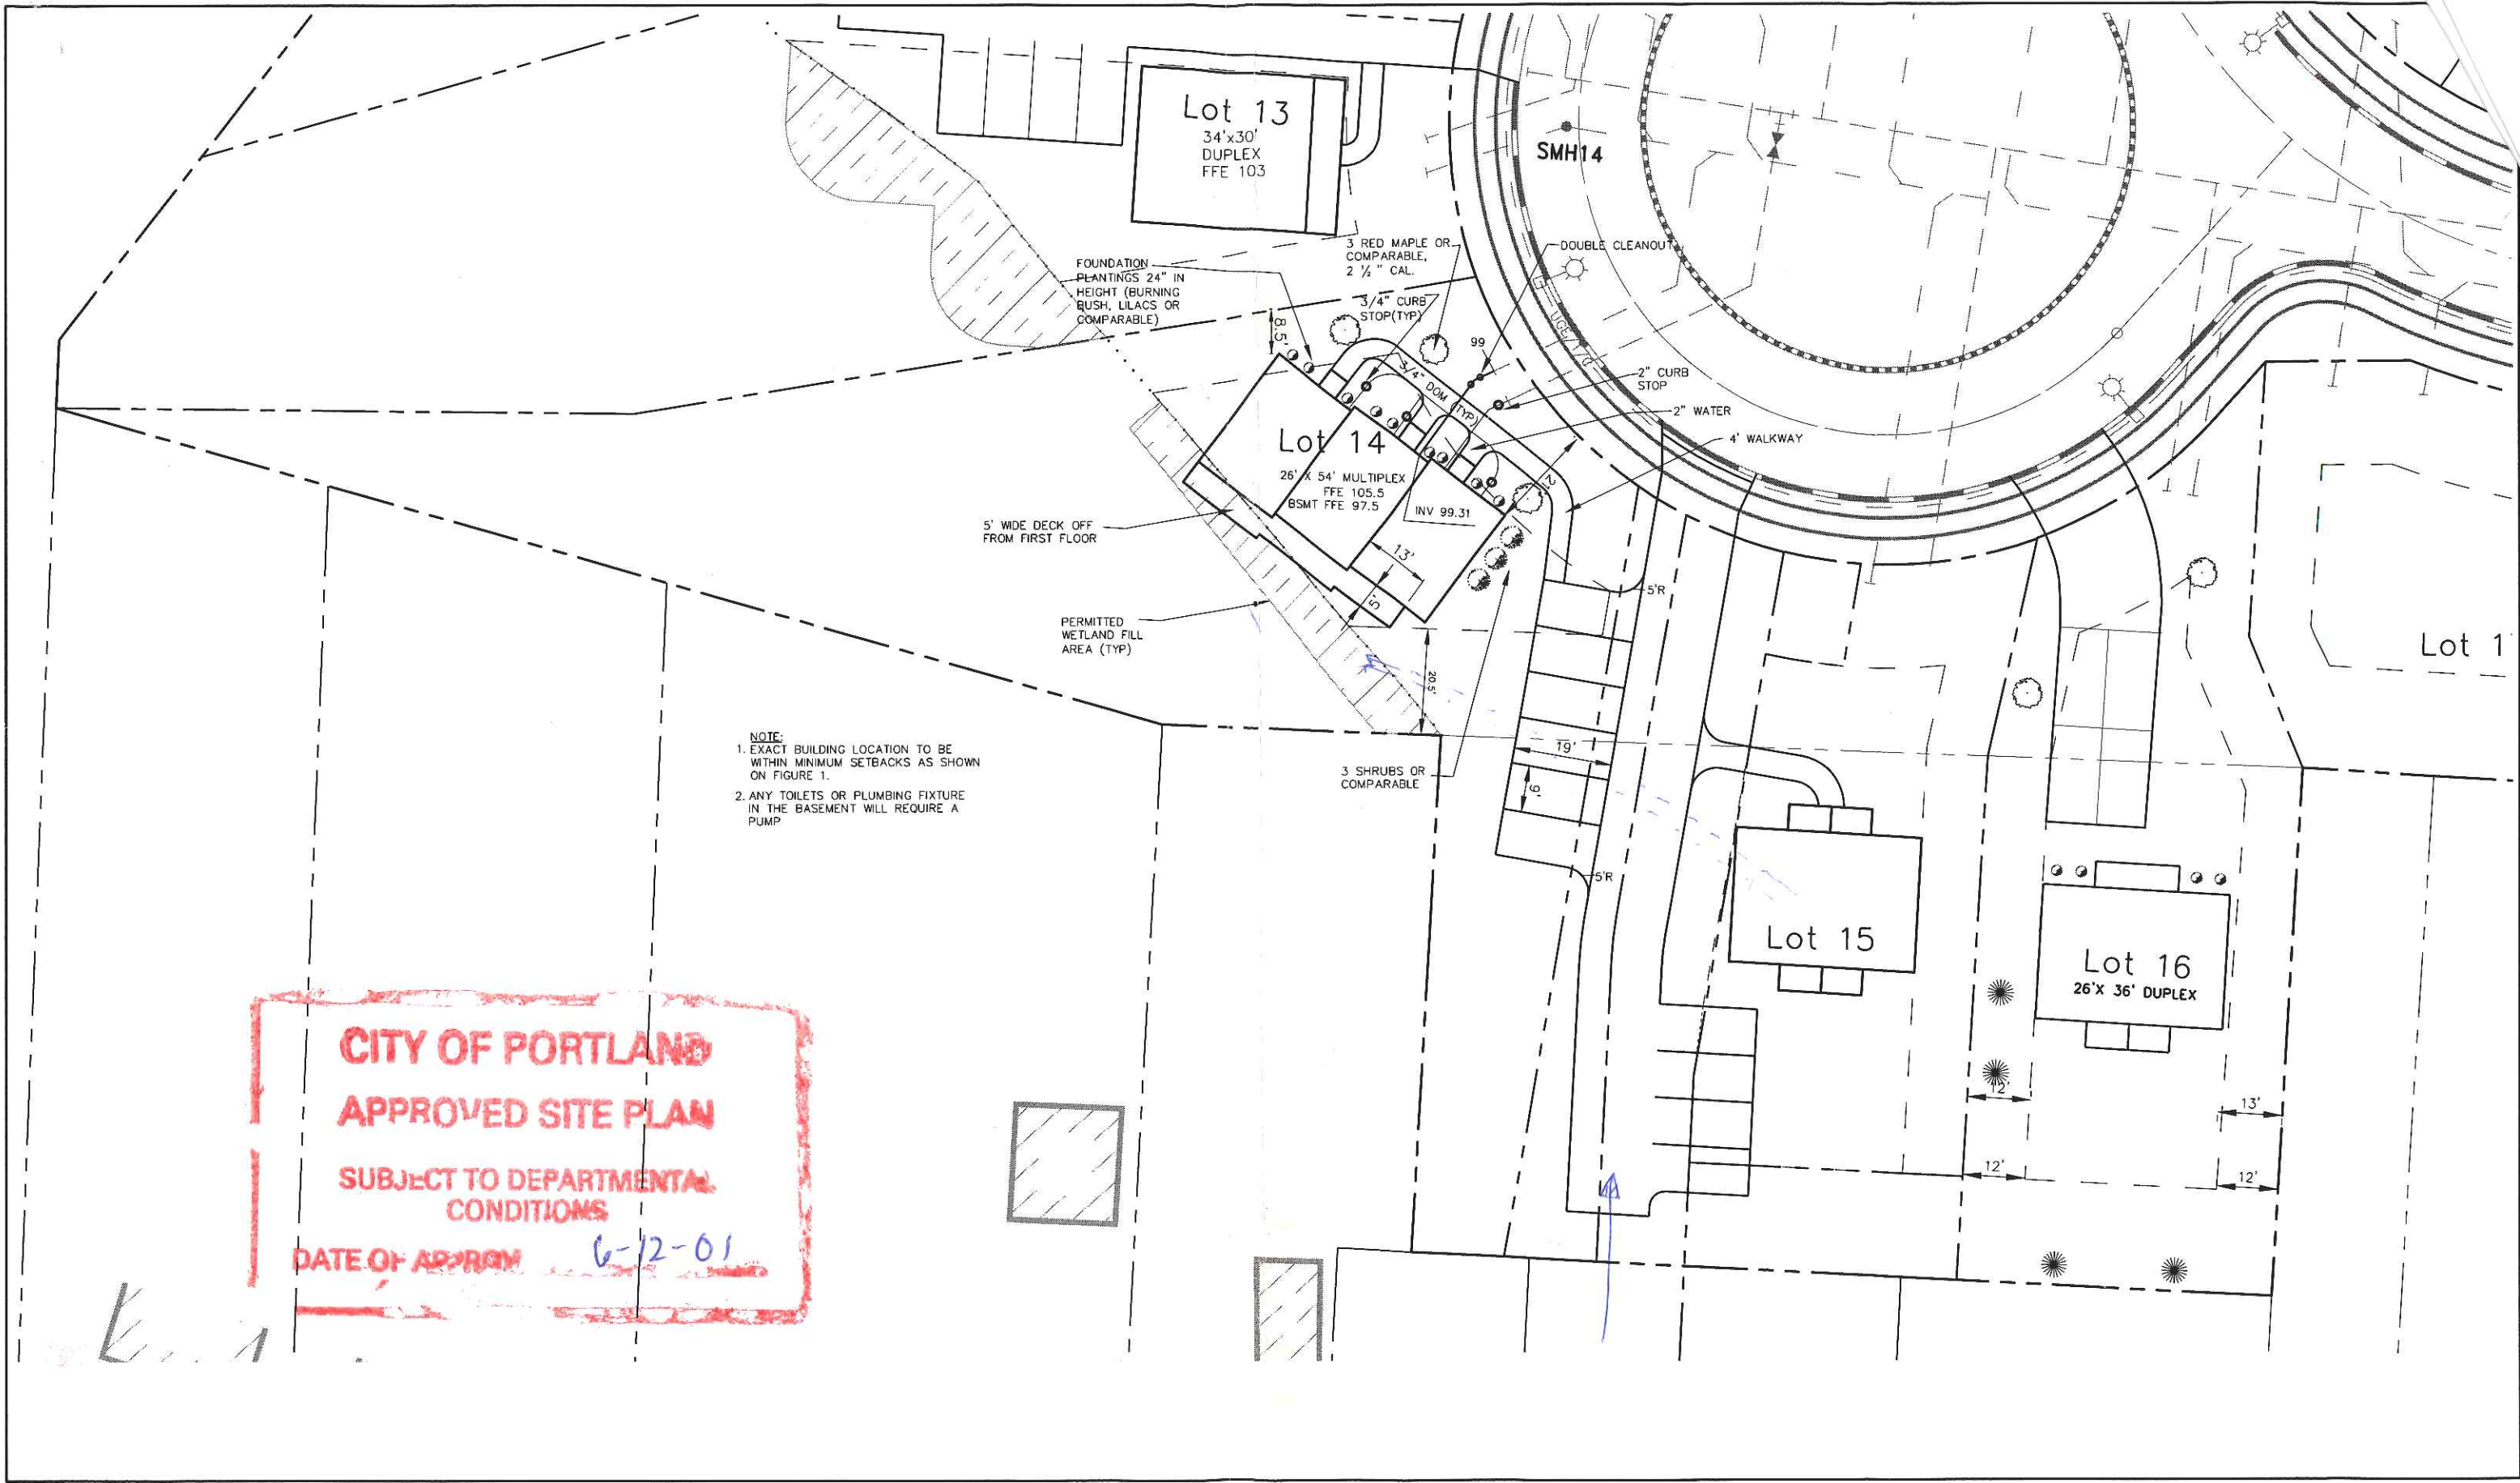 Lot 13
34'x30'
DUPLEX
FFE 103
SMH14
FOUNDATION
PLANTINGS 24" IN
HEIGHT (BURNING
BUSH, LILACS OR
COMPARABLE)
3 RED MAPLE OR
COMPARABLE,
2 ½" CAL.
DOUBLE CLEANOUT
3/4" CURB
STOP(TYP)
8.5'
99
3/4" DOM (TYP)
2" CURB
STOP
2" WATER
4' WALKWAY
Lot 14
26' X 54' MULTIPLEX
FFE 105.5
BSMT FFE 97.5
INV 99.31
21'
13'
5'
5' WIDE DECK OFF
FROM FIRST FLOOR
PERMITTED
WETLAND FILL
AREA (TYP)
20.5'
5'R
Lot 1
NOTE:
1. EXACT BUILDING LOCATION TO BE
WITHIN MINIMUM SETBACKS AS SHOWN
ON FIGURE 1.
2. ANY TOILETS OR PLUMBING FIXTURE
IN THE BASEMENT WILL REQUIRE A
PUMP
3 SHRUBS OR
COMPARABLE
19'
9'
5'R
Lot 15
Lot 16
26'X 36' DUPLEX
12'
13'
12'
12'
CITY OF PORTLAND
APPROVED SITE PLAN
SUBJECT TO DEPARTMENTAL
CONDITIONS
DATE OF 6-12-01